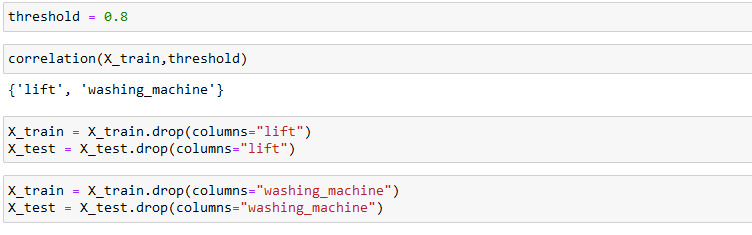 threshold = 0.8
correlation(X_train,threshold)
{'lift', 'washing_machine'}
X_train = X_train.drop(columns="lift")
X_test = X_test.drop(columns="lift")
X_train = X_train.drop(columns="washing_machine")
X_test = X_test.drop(columns="washing_machine")